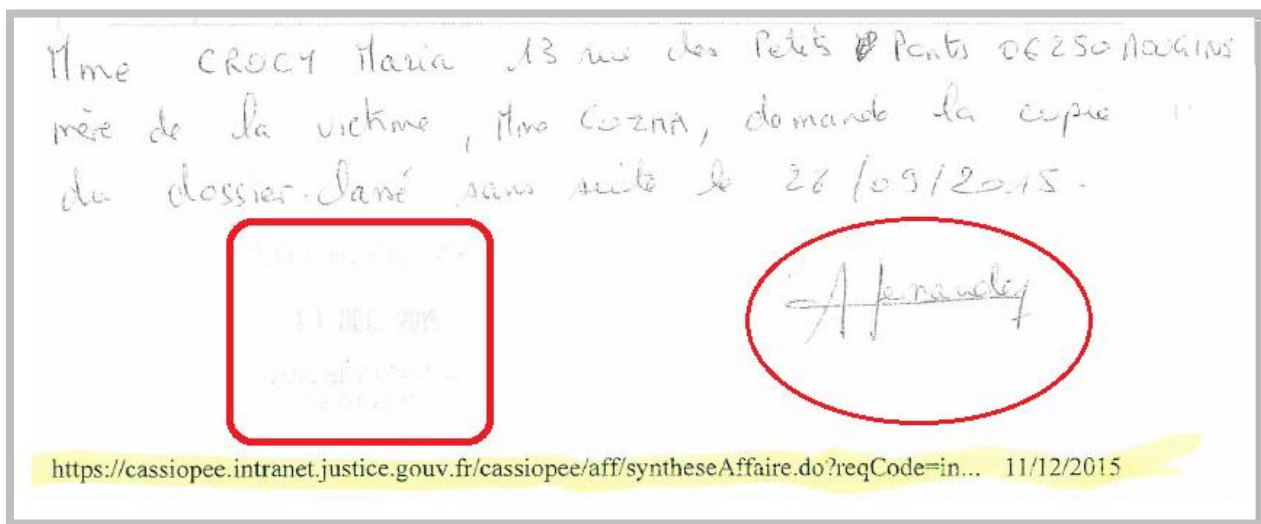 Mme CROCY Maria 13 rue des Petits Ponts 06250 MOUGINS
mère de la victime, Mme COZMA, demande la copie
du dossier classé sans suite le 26/09/2015.
11 DEC 2015
A fernandez
https://cassiopee.intranet.justice.gouv.fr/cassiopee/aff/syntheseAffaire.do?reqCode=in... 11/12/2015